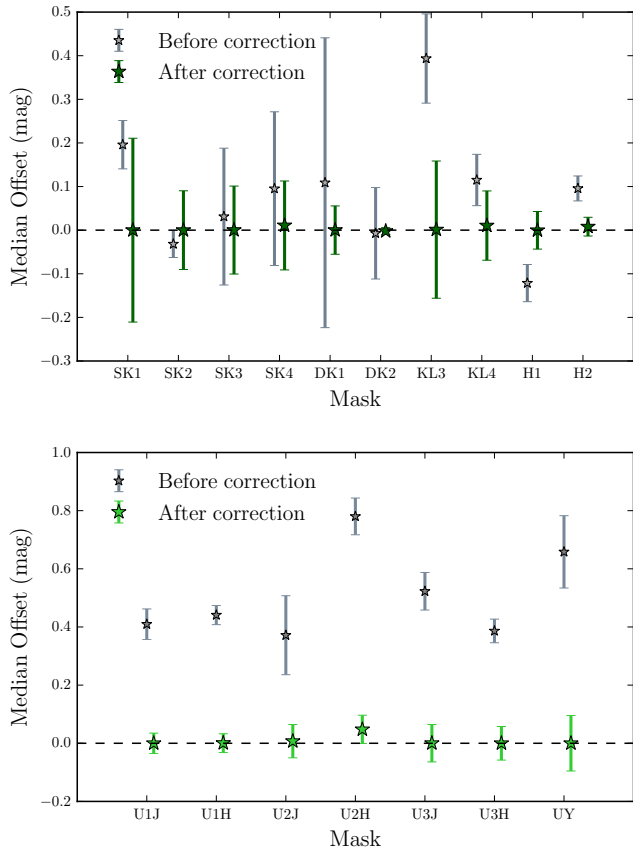 0.5
0.4
0.3
0.2
0.1
0.0
−0.1
−0.2
−0.3
Median Offset (mag)
Before correction
After correction
SK1 SK2 SK3 SK4 DK1 DK2 KL3 KL4 H1 H2
Mask
1.0
0.8
0.6
0.4
0.2
0.0
−0.2
Median Offset (mag)
Before correction
After correction
U1J U1H U2J U2H U3J U3H UY
Mask